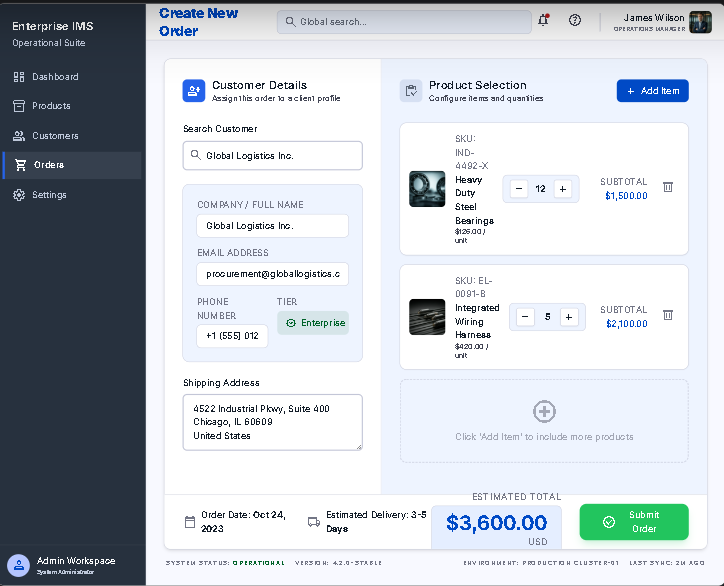 Enterprise IMS
Operational Suite
Dashboard
Products
Customers
Orders
Settings
Admin Workspace
System Administrator
Create New
Order
Global search...
James Wilson
OPERATIONS MANAGER
Customer Details
Assign this order to a client profile
Search Customer
Global Logistics Inc.
COMPANY / FULL NAME
Global Logistics Inc.
EMAIL ADDRESS
procurement@globallogistics.c
PHONE
NUMBER
TIER
+1 (555) 012
Enterprise
Shipping Address
4522 Industrial Pkwy, Suite 400
Chicago, IL 60609
United States
Product Selection
Configure items and quantities
+ Add Item
SKU:
IND-
4492-X
Heavy
Duty
Steel
Bearings
$125.00 /
unit
− 12 +
SUBTOTAL
$1,500.00
SKU: EL-
0091-B
Integrated
Wiring
Harness
$420.00 /
unit
− 5 +
SUBTOTAL
$2,100.00
Click 'Add Item' to include more products
Order Date: Oct 24,
2023
Estimated Delivery: 3-5
Days
ESTIMATED TOTAL
$3,600.00
USD
Submit
Order
SYSTEM STATUS: OPERATIONAL
VERSION: 4.2.0-STABLE
ENVIRONMENT: PRODUCTION CLUSTER-01
LAST SYNC: 2M AGO